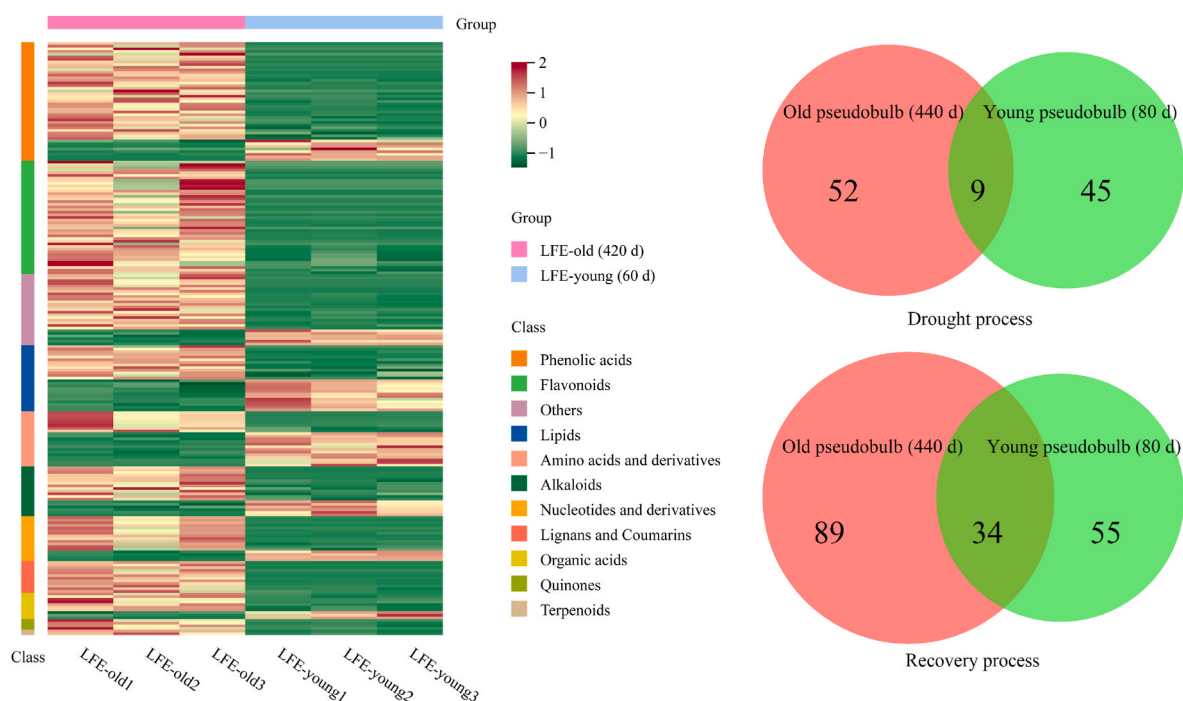 Group
2
1
0
−1
Group
LFE-old (420 d)
LFE-young (60 d)
Class
Phenolic acids
Flavonoids
Others
Lipids
Amino acids and derivatives
Alkaloids
Nucleotides and derivatives
Lignans and Coumarins
Organic acids
Quinones
Terpenoids
Class
LFE-old1
LFE-old2
LFE-old3
LFE-young1
LFE-young2
LFE-young3
Old pseudobulb (440 d)
Young pseudobulb (80 d)
52
9
45
Drought process
Old pseudobulb (440 d)
Young pseudobulb (80 d)
89
34
55
Recovery process